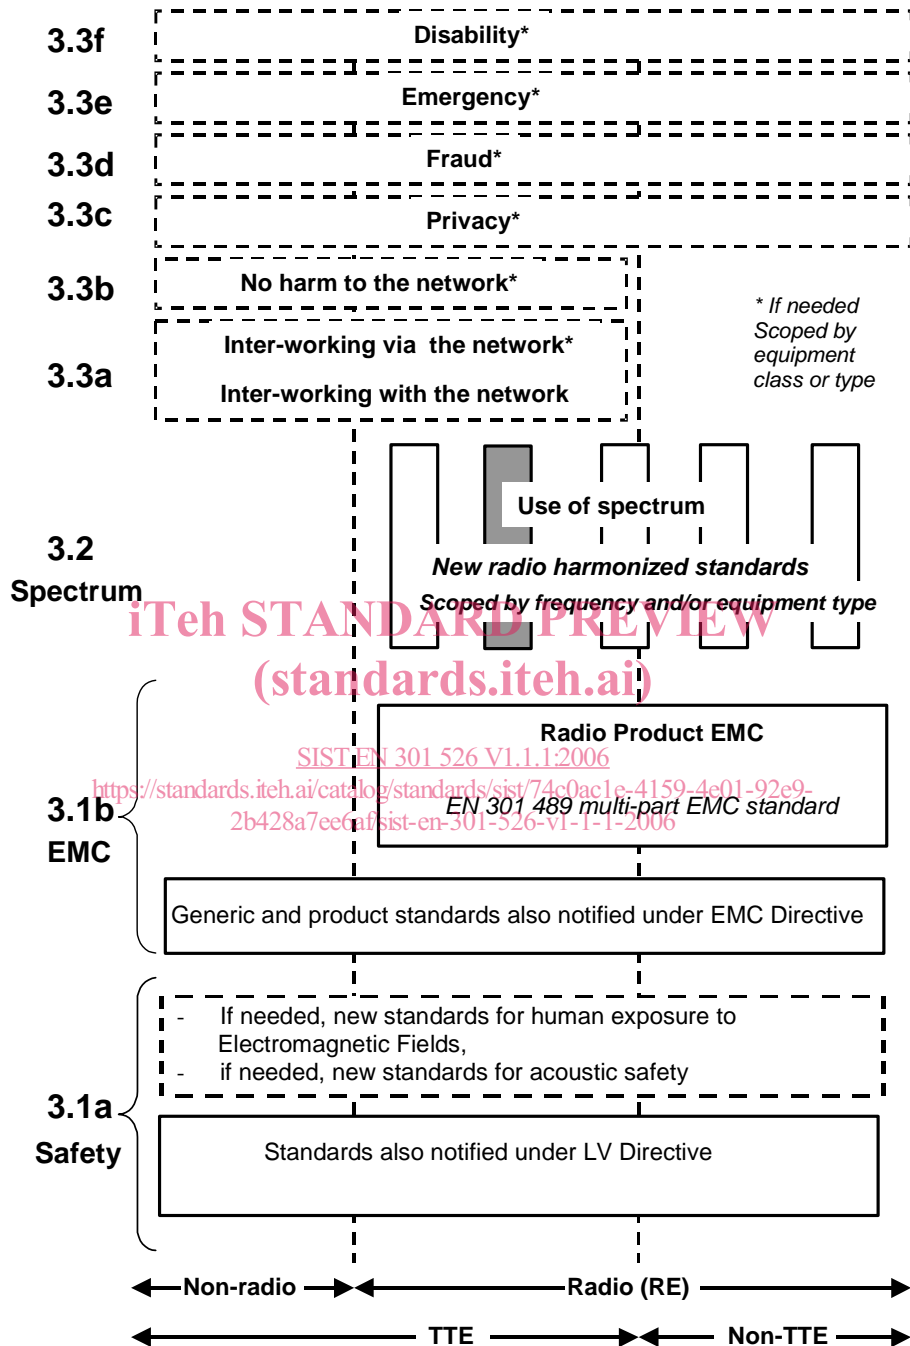 3.3f
Disability*
3.3e
Emergency*
3.3d
Fraud*
3.3c
Privacy*
3.3b
No harm to the network*
* If needed
Scoped by
equipment
class or type
3.3a
Inter-working via the network*
Inter-working with the network
3.2
Spectrum
Use of spectrum
New radio harmonized standards
Scoped by frequency and/or equipment type
iTeh STANDARD PREVIEW
(standards.iteh.ai)
Radio Product EMC
SIST EN 301 526 V1.1.1:2006
https://standards.iteh.ai/catalog/standards/sist/74c0ac1e-4159-4e01-92e9-
2b428a7ee6af/sist-en-301-526-v1-1-1-2006
EN 301 489 multi-part EMC standard
3.1b
EMC
Generic and product standards also notified under EMC Directive
- If needed, new standards for human exposure to
Electromagnetic Fields,
- if needed, new standards for acoustic safety
3.1a
Safety
Standards also notified under LV Directive
Non-radio
Radio (RE)
TTE
Non-TTE